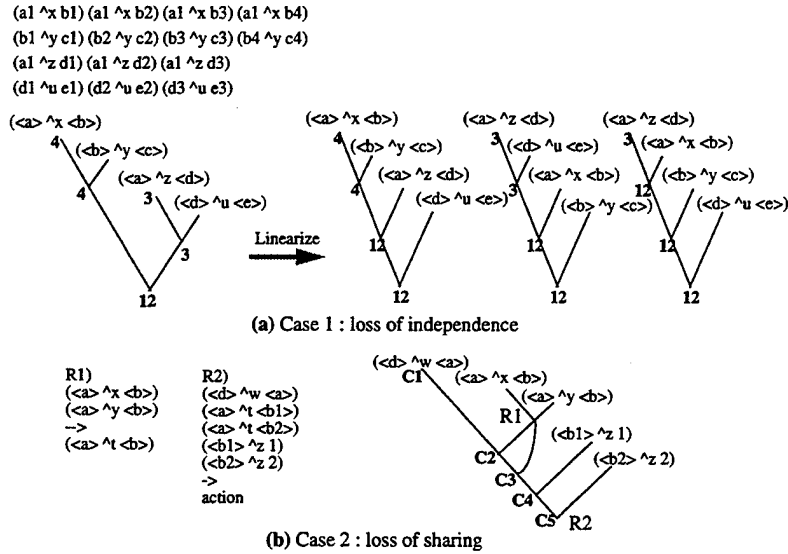 (a1 ^x b1) (a1 ^x b2) (a1 ^x b3) (a1 ^x b4)
(b1 ^y c1) (b2 ^y c2) (b3 ^y c3) (b4 ^y c4)
(a1 ^z d1) (a1 ^z d2) (a1 ^z d3)
(d1 ^u e1) (d2 ^u e2) (d3 ^u e3)
(<a> ^x <b>)
4
(<b> ^y <c>)
4
(<a> ^z <d>)
3
(<d> ^u <e>)
3
12
Linearize
(<a> ^x <b>)
4
(<b> ^y <c>)
4
(<a> ^z <d>)
12
(<d> ^u <e>)
12
(<a> ^z <d>)
3
(<d> ^u <e>)
3
(<a> ^x <b>)
12
(<b> ^y <c>)
12
(<a> ^z <d>)
3
(<a> ^x <b>)
12
(<b> ^y <c>)
12
(<d> ^u <e>)
12
(a) Case 1 : loss of independence
R1)
(<a> ^x <b>)
(<a> ^y <b>)
-->
(<a> ^t <b>)
R2)
(<d> ^w <a>)
(<a> ^t <b1>)
(<a> ^t <b2>)
(<b1> ^z 1)
(<b2> ^z 2)
->
action
(<d> ^w <a>)
C1
(<a> ^x <b>)
(<a> ^y <b>)
R1
(<b1> ^z 1)
C2
(<b2> ^z 2)
C3
C4
C5
R2
(b) Case 2 : loss of sharing